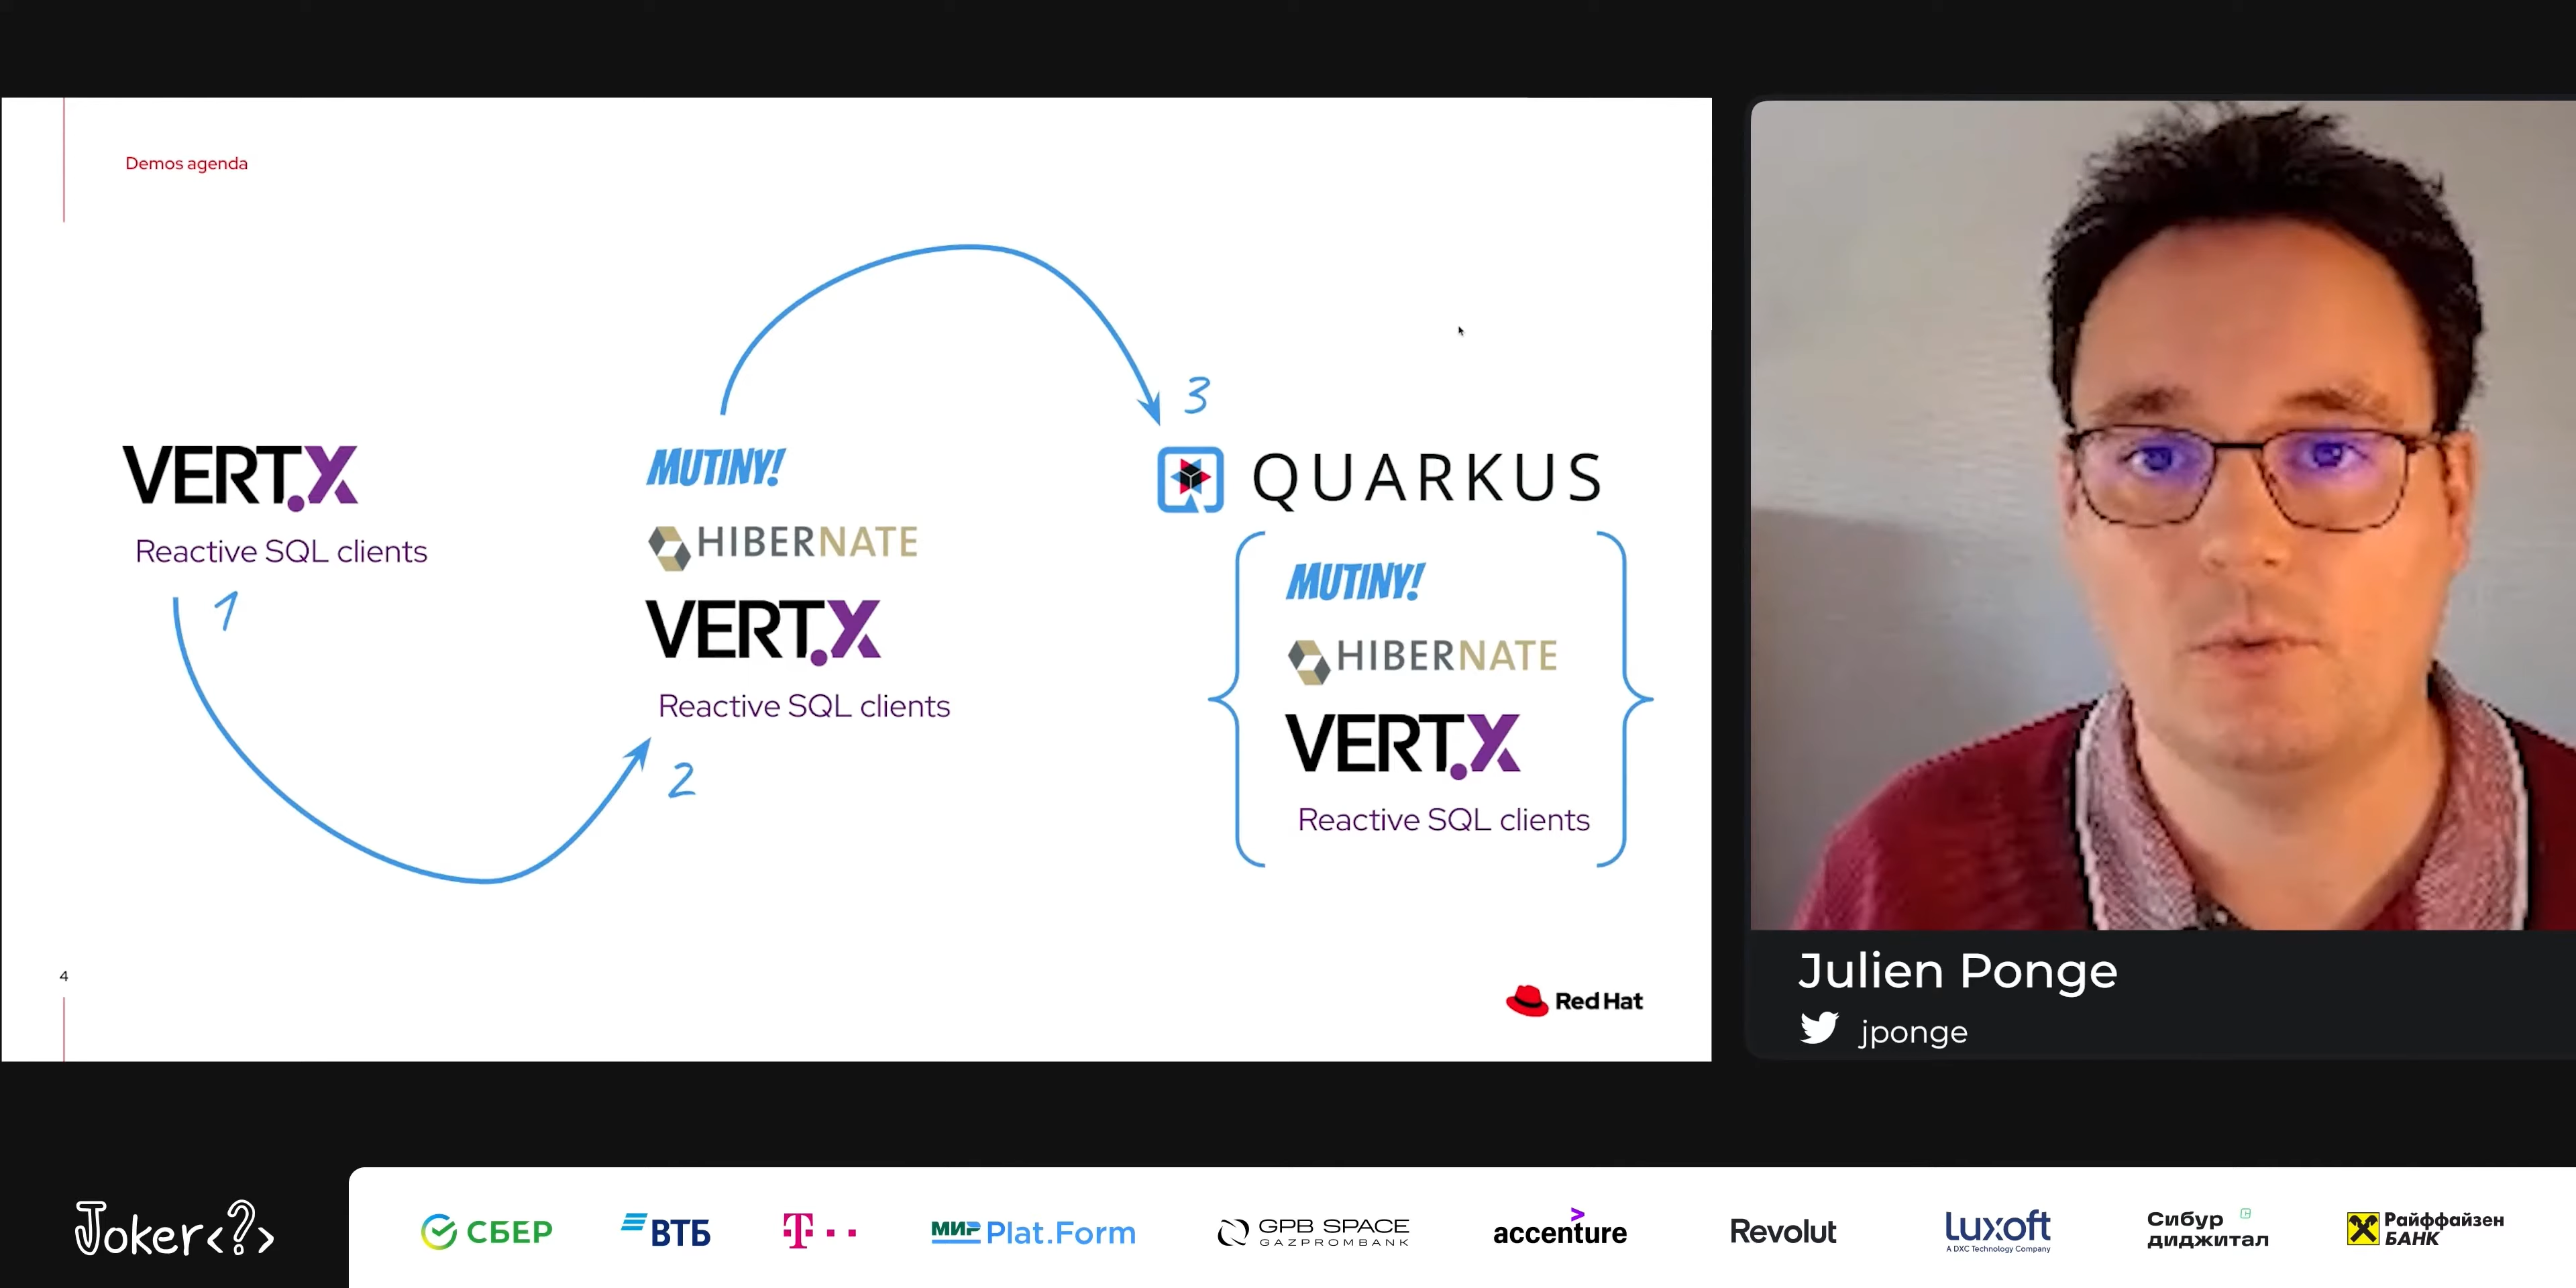 Demos agenda
VERT.X
Reactive SQL clients
1
MUTINY!
HIBERNATE
VERT.X
Reactive SQL clients
2
3
QUARKUS
MUTINY!
HIBERNATE
VERT.X
Reactive SQL clients
4
Red Hat
Julien Ponge
jponge
Joker<?>
СБЕР
ВТБ
T
МИР Plat.Form
GPB SPACE
GAZPROMBANK
accenture
Revolut
Luxoft
A DXC Technology Company
Сибур
диджитал
Райффайзен
БАНК